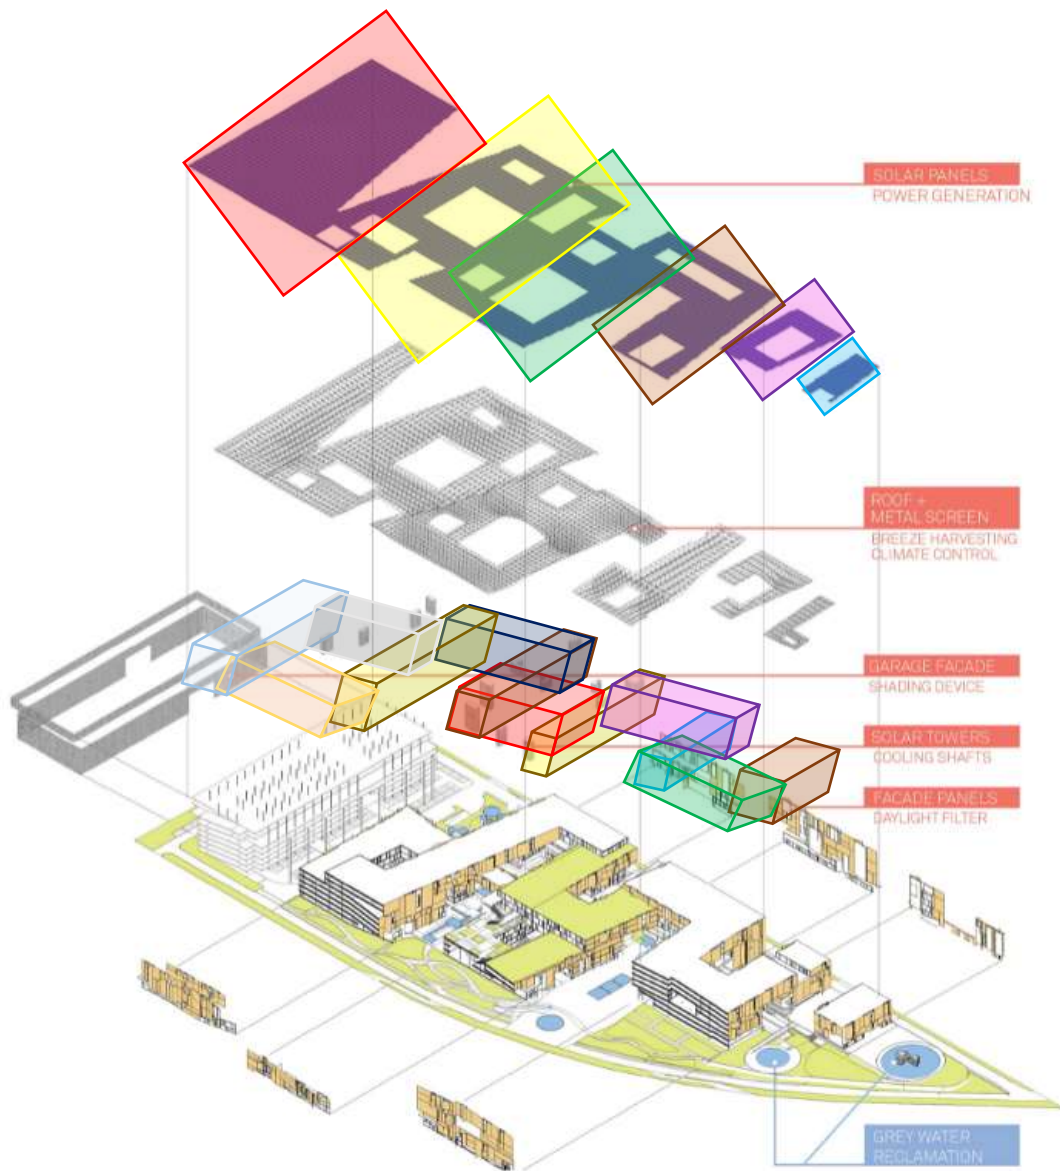 SOLAR PANELS
POWER GENERATION
ROOF +
METAL SCREEN
BREEZE HARVESTING
CLIMATE CONTROL
GARAGE FACADE
SHADING DEVICE
SOLAR TOWERS
COOLING SHAFTS
FACADE PANELS
DAYLIGHT FILTER
GREY WATER
RECLAMATION